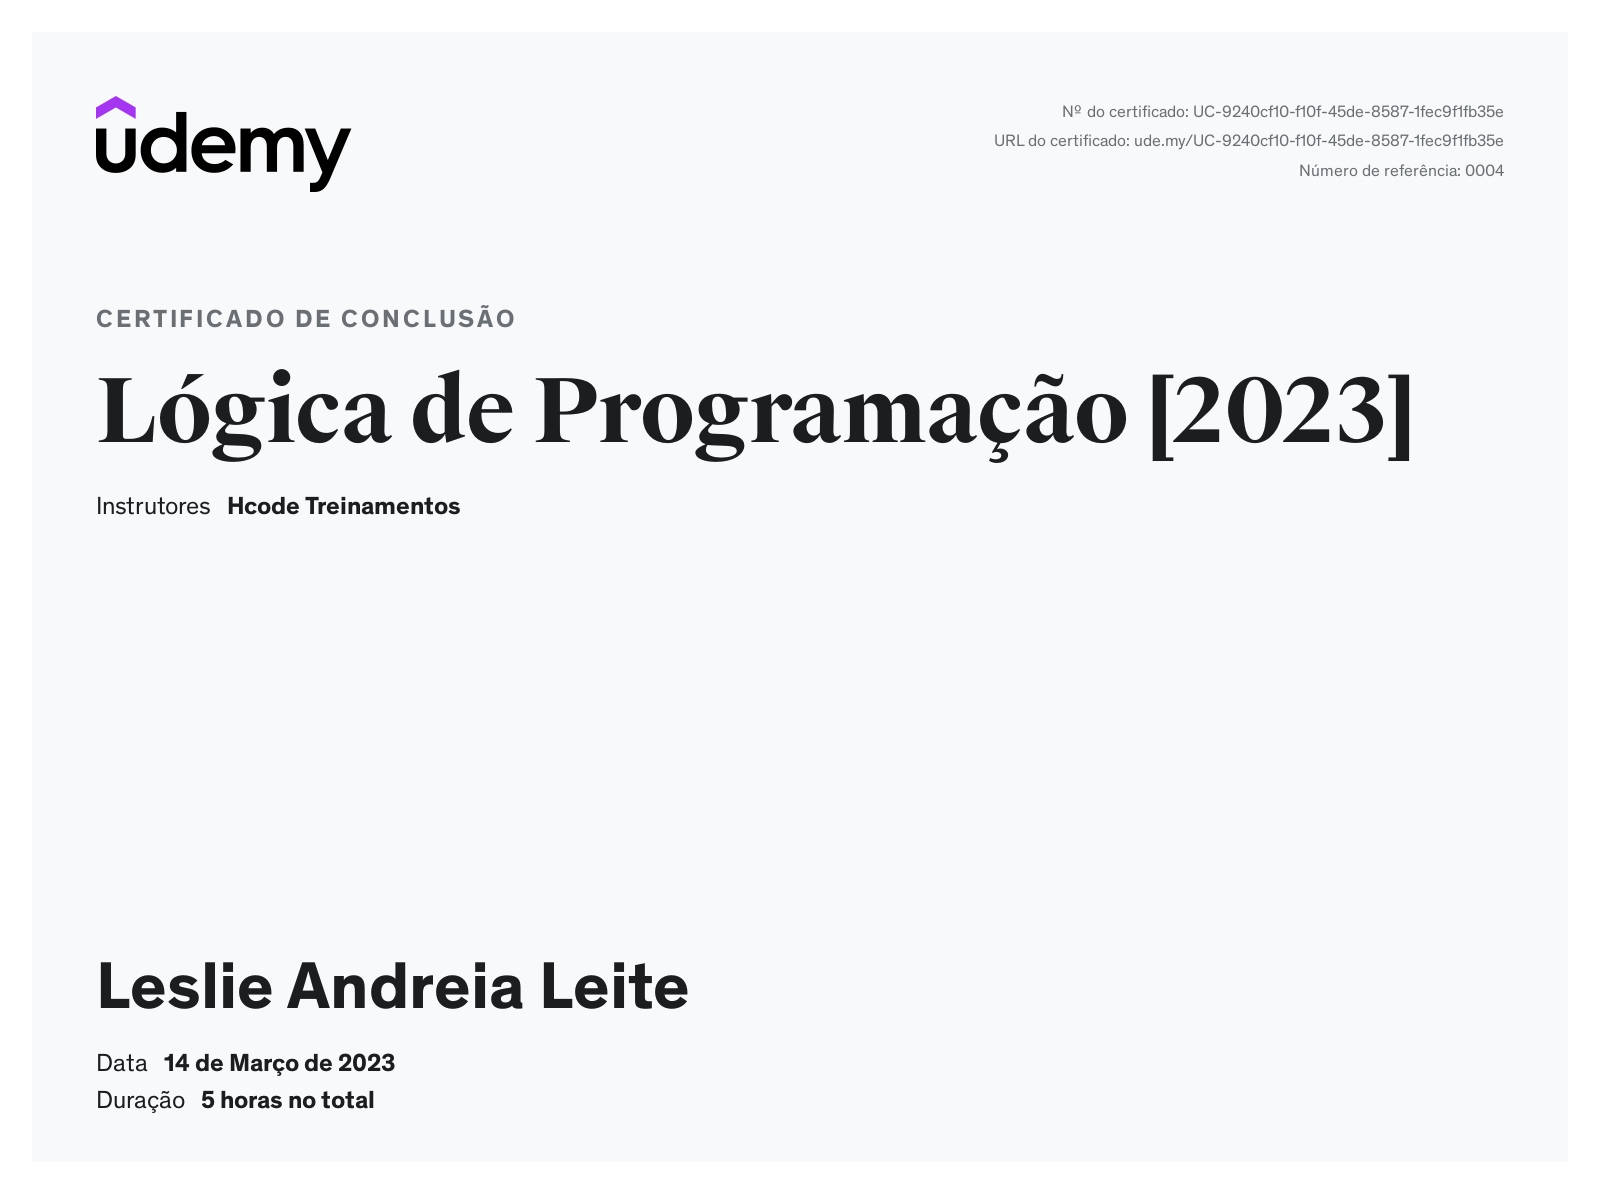 udemy
Nº do certificado: UC-9240cf10-f10f-45de-8587-1fec9f1fb35e
URL do certificado: ude.my/UC-9240cf10-f10f-45de-8587-1fec9f1fb35e
Número de referência: 0004
CERTIFICADO DE CONCLUSÃO
Lógica de Programação [2023]
Instrutores Hcode Treinamentos
Leslie Andreia Leite
Data 14 de Março de 2023
Duração 5 horas no total